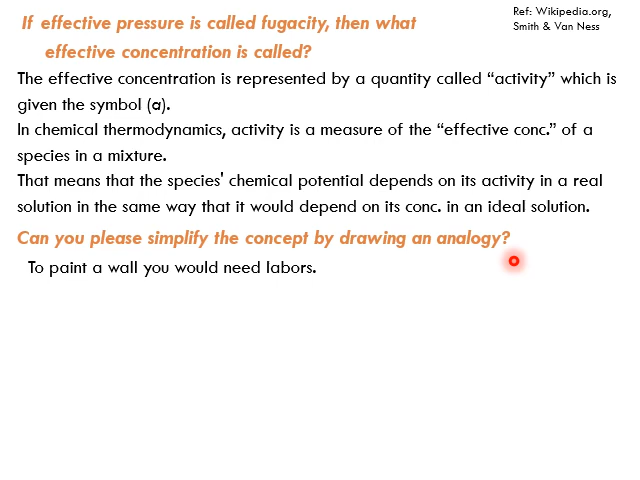 If effective pressure is called fugacity, then what
effective concentration is called?
Ref: Wikipedia.org,
Smith & Van Ness
The effective concentration is represented by a quantity called “activity” which is
given the symbol (a).
In chemical thermodynamics, activity is a measure of the “effective conc.” of a
species in a mixture.
That means that the species' chemical potential depends on its activity in a real
solution in the same way that it would depend on its conc. in an ideal solution.
Can you please simplify the concept by drawing an analogy?
To paint a wall you would need labors.